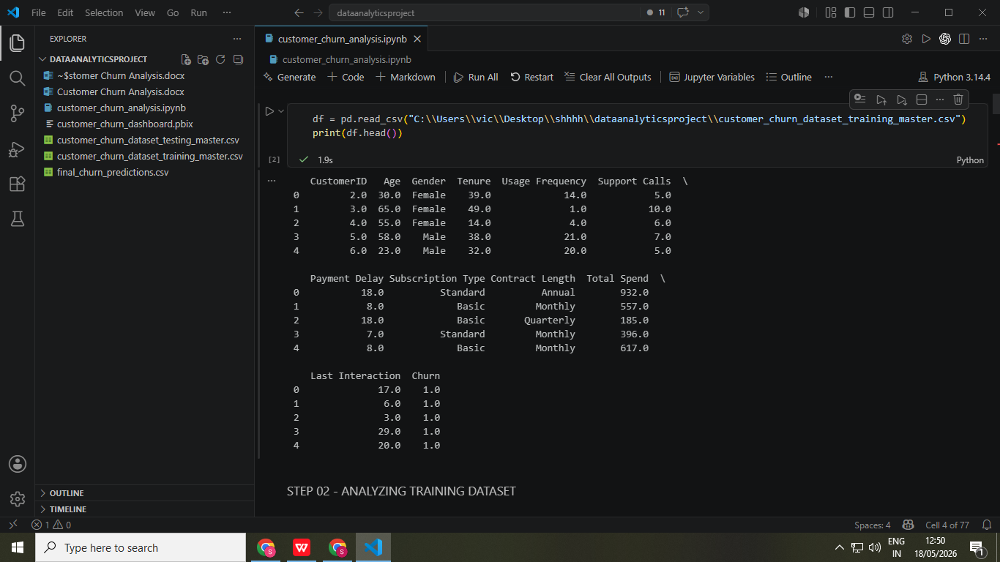 File Edit Selection View Go Run ···
dataanalyticsproject
11
EXPLORER
DATAANALYTICSPROJECT
~$stomer Churn Analysis.docx
Customer Churn Analysis.docx
customer_churn_analysis.ipynb
customer_churn_dashboard.pbix
customer_churn_dataset_testing_master.csv
customer_churn_dataset_training_master.csv
final_churn_predictions.csv
OUTLINE
TIMELINE
customer_churn_analysis.ipynb
customer_churn_analysis.ipynb
Generate + Code + Markdown Run All Restart Clear All Outputs Jupyter Variables Outline ··· Python 3.14.4
df = pd.read_csv("C:\\Users\\vic\\Desktop\\shhhh\\dataanalyticsproject\\customer_churn_dataset_training_master.csv")
print(df.head())
[2] 1.9s Python
CustomerID Age Gender Tenure Usage Frequency Support Calls \
0 2.0 30.0 Female 39.0 14.0 5.0
1 3.0 65.0 Female 49.0 1.0 10.0
2 4.0 55.0 Female 14.0 4.0 6.0
3 5.0 58.0 Male 38.0 21.0 7.0
4 6.0 23.0 Male 32.0 20.0 5.0
Payment Delay Subscription Type Contract Length Total Spend \
0 18.0 Standard Annual 932.0
1 8.0 Basic Monthly 557.0
2 18.0 Basic Quarterly 185.0
3 7.0 Standard Monthly 396.0
4 8.0 Basic Monthly 617.0
Last Interaction Churn
0 17.0 1.0
1 6.0 1.0
2 3.0 1.0
3 29.0 1.0
4 20.0 1.0
STEP 02 - ANALYZING TRAINING DATASET
1 0 Spaces: 4 Cell 4 of 77
Type here to search
W
ENG
IN
12:50
18/05/2026
1